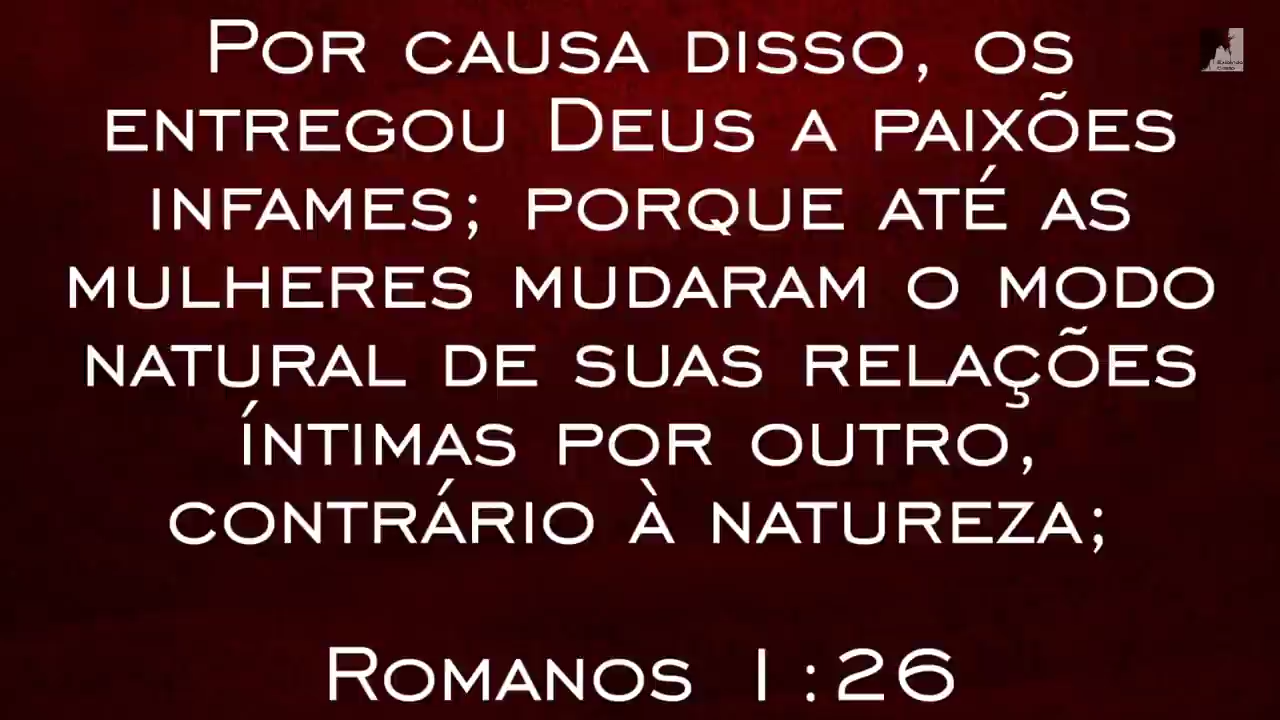 Por causa disso, os
entregou Deus a paixões
infames; porque até as
mulheres mudaram o modo
natural de suas relações
íntimas por outro,
contrário à natureza;
Romanos 1:26